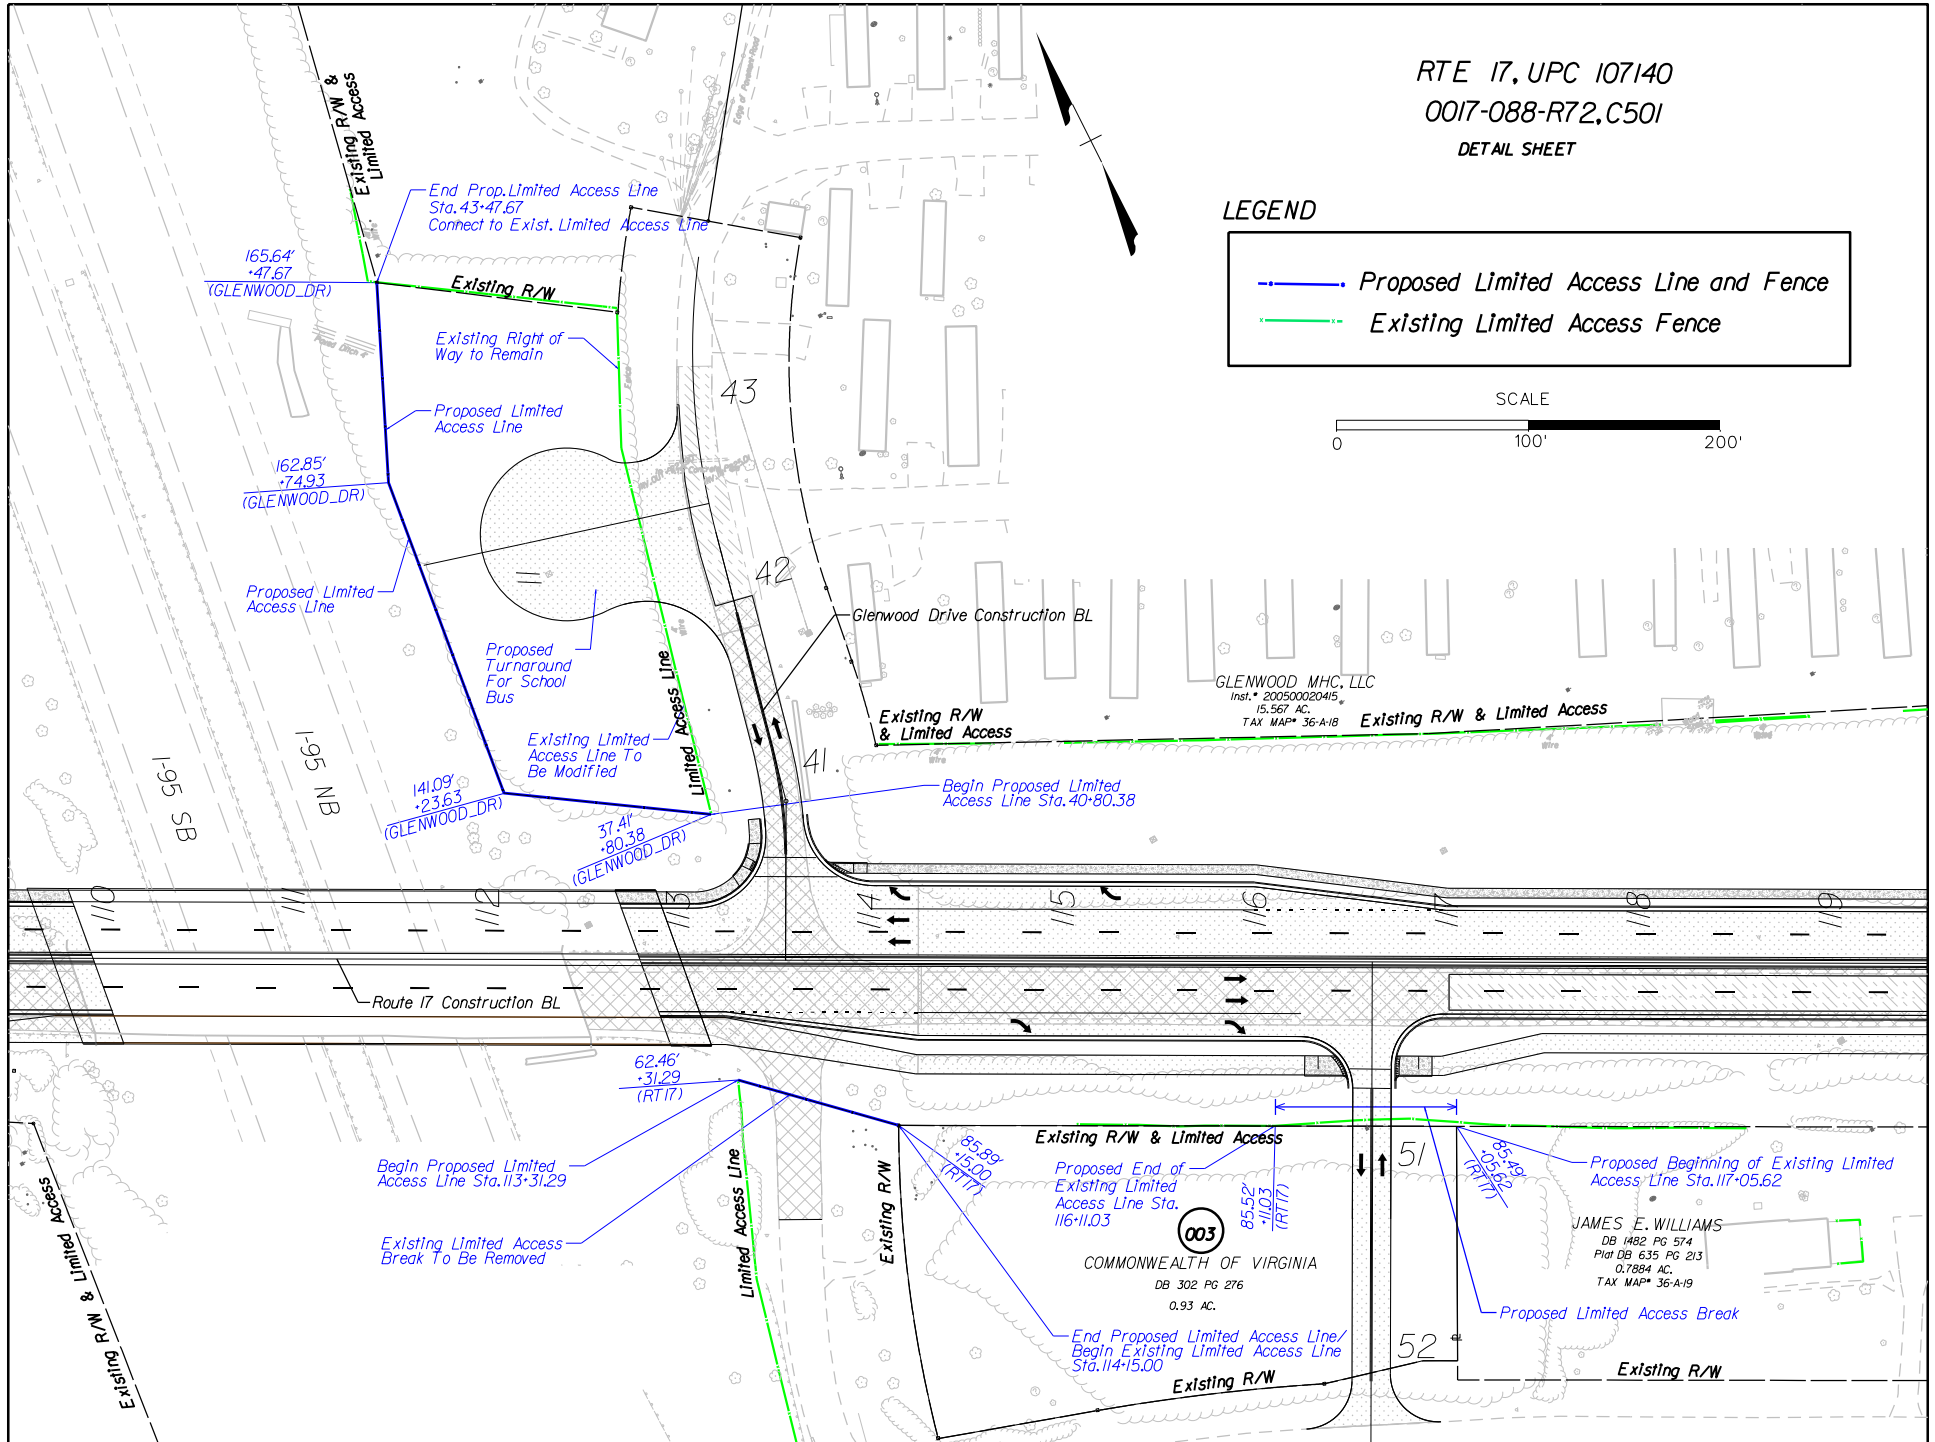 RTE 17, UPC 107140
0017-088-R72, C501
DETAIL SHEET
LEGEND
Proposed Limited Access Line and Fence
Existing Limited Access Fence
SCALE
0
100'
200'
Existing R/W &
Limited Access
Edge of Pavement-Road
End Prop. Limited Access Line
Sta. 43+47.67
Connect to Exist. Limited Access Line
165.64'
+47.67
(GLENWOOD_DR)
Existing R/W
Existing Right of
Way to Remain
43
Proposed Limited
Access Line
162.85'
+74.93
(GLENWOOD_DR)
42
11
Proposed Limited
Access Line
Glenwood Drive Construction BL
Proposed
Turnaround
For School
Bus
Limited Access Line
GLENWOOD MHC, LLC
Inst.* 200500020415
15.567 AC.
TAX MAP* 36-A-18
Existing R/W
& Limited Access
Existing R/W & Limited Access
Wire
Existing Limited
Access Line To
Be Modified
41
I-95 SB
I-95 NB
141.09'
+23.63
(GLENWOOD_DR)
Begin Proposed Limited
Access Line Sta. 40+80.38
37.41'
+80.38
(GLENWOOD_DR)
110
111
112
113
114
115
116
117
118
119
Route 17 Construction BL
62.46'
+31.29
(RT17)
Existing R/W & Limited Access
85.89'
+15.00
(RT17)
Begin Proposed Limited
Access Line Sta. 113+31.29
Proposed End of
Existing Limited
Access Line Sta.
116+11.03
85.52'
+11.03
(RT17)
51
85.49'
+05.62
(RT17)
Proposed Beginning of Existing Limited
Access Line Sta. 117+05.62
Existing Limited Access
Break To Be Removed
Limited Access Line
Existing R/W
003
COMMONWEALTH OF VIRGINIA
DB 302 PG 276
0.93 AC.
JAMES E. WILLIAMS
DB 1482 PG 574
Plat DB 635 PG 213
0.7884 AC.
TAX MAP* 36-A-19
Proposed Limited Access Break
End Proposed Limited Access Line/
Begin Existing Limited Access Line
Sta. 114+15.00
52
Existing R/W
Existing R/W
Existing R/W & Limited Access